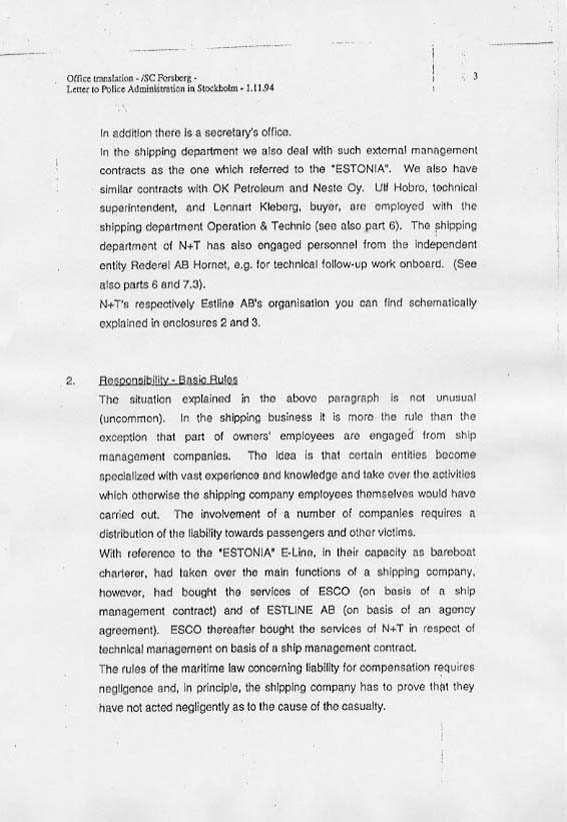 Office translation - /SC Forsberg -
Letter to Police Administration in Stockholm - 1.11.94
3
In addition there is a secretary's office.
In the shipping department we also deal with such external management
contracts as the one which referred to the "ESTONIA". We also have
similar contracts with OK Petroleum and Neste Oy. Ulf Hobro, technical
superintendent, and Lennart Kleberg, buyer, are employed with the
shipping department Operation & Technic (see also part 6). The shipping
department of N+T has also engaged personnel from the independent
entity Rederei AB Hornet, e.g. for technical follow-up work onboard. (See
also parts 6 and 7.3).
N+T's respectively Estline AB's organisation you can find schematically
explained in enclosures 2 and 3.
2. Responsibility - Basic Rules
The situation explained in the above paragraph is not unusual
(uncommon). In the shipping business it is more the rule than the
exception that part of owners' employees are engaged from ship
management companies. The idea is that certain entities become
specialized with vast experience and knowledge and take over the activities
which otherwise the shipping company employees themselves would have
carried out. The involvement of a number of companies requires a
distribution of the liability towards passengers and other victims.
With reference to the "ESTONIA" E-Line, in their capacity as bareboat
charterer, had taken over the main functions of a shipping company,
however, had bought the services of ESCO (on basis of a ship
management contract) and of ESTLINE AB (on basis of an agency
agreement). ESCO thereafter bought the services of N+T in respect of
technical management on basis of a ship management contract.
The rules of the maritime law concerning liability for compensation requires
negligence and, in principle, the shipping company has to prove that they
have not acted negligently as to the cause of the casualty.